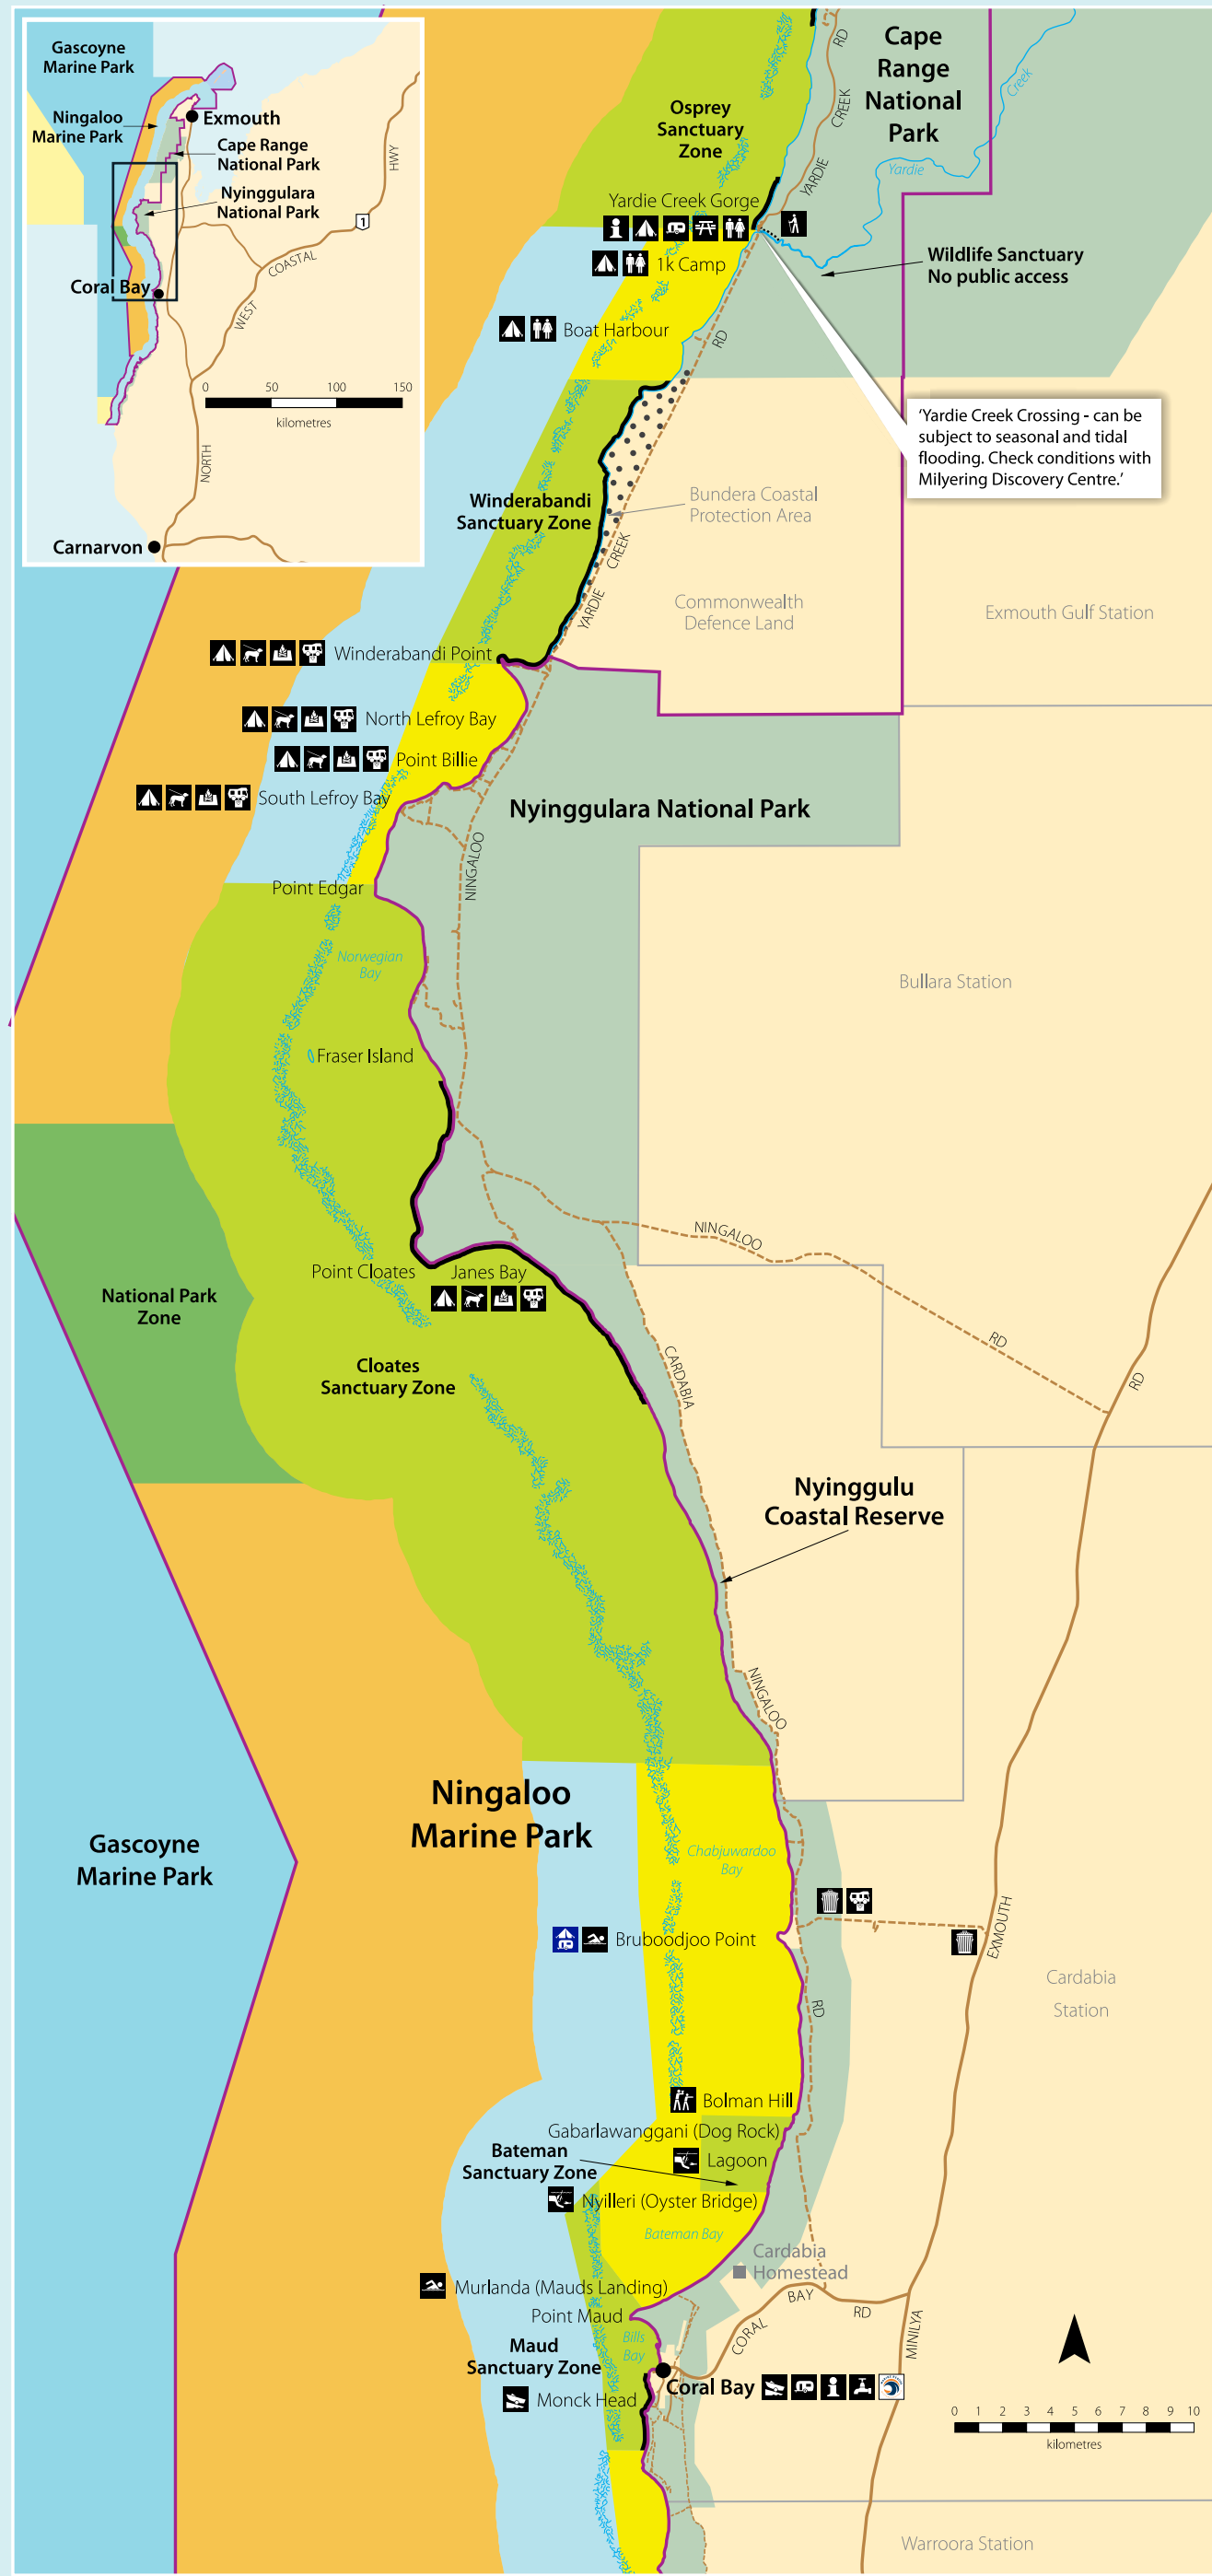 Gascoyne
Marine Park
Ningaloo
Marine Park
Exmouth
Cape Range
National Park
Nyinggulara
National Park
HWY
1
COASTAL
WEST
Coral Bay
0 50 100 150
kilometres
NORTH
Carnarvon
RD
CREEK
YARDIE
Cape
Range
National
Park
Creek
Yardie
Osprey
Sanctuary
Zone
Yardie Creek Gorge
1k Camp
Boat Harbour
RD
Wildlife Sanctuary
No public access
'Yardie Creek Crossing - can be
subject to seasonal and tidal
flooding. Check conditions with
Milyering Discovery Centre.'
Winderabandi
Sanctuary Zone
Bundera Coastal
Protection Area
CREEK
YARDIE
Commonwealth
Defence Land
Exmouth Gulf Station
Winderabandi Point
North Lefroy Bay
Point Billie
South Lefroy Bay
Nyinggulara National Park
NINGALOO
Point Edgar
Norwegian
Bay
Bullara Station
Fraser Island
NINGALOO
RD
RD
Point Cloates
Janes Bay
National Park
Zone
Cloates
Sanctuary Zone
CARDABIA
Nyinggulu
Coastal Reserve
NINGALOO
Ningaloo
Marine Park
Gascoyne
Marine Park
Chabjuwardoo
Bay
Bruboodjoo Point
EXMOUTH
Cardabia
Station
RD
Bolman Hill
Gabarlawanggani (Dog Rock)
Bateman
Sanctuary Zone
Lagoon
Nyilleri (Oyster Bridge)
Bateman Bay
Cardabia
Homestead
Murlanda (Mauds Landing)
BAY
RD
CORAL
MINILYA
Point Maud
Bills
Bay
Maud
Sanctuary Zone
Coral Bay
Monck Head
0 1 2 3 4 5 6 7 8 9 10
kilometres
Warroora Station